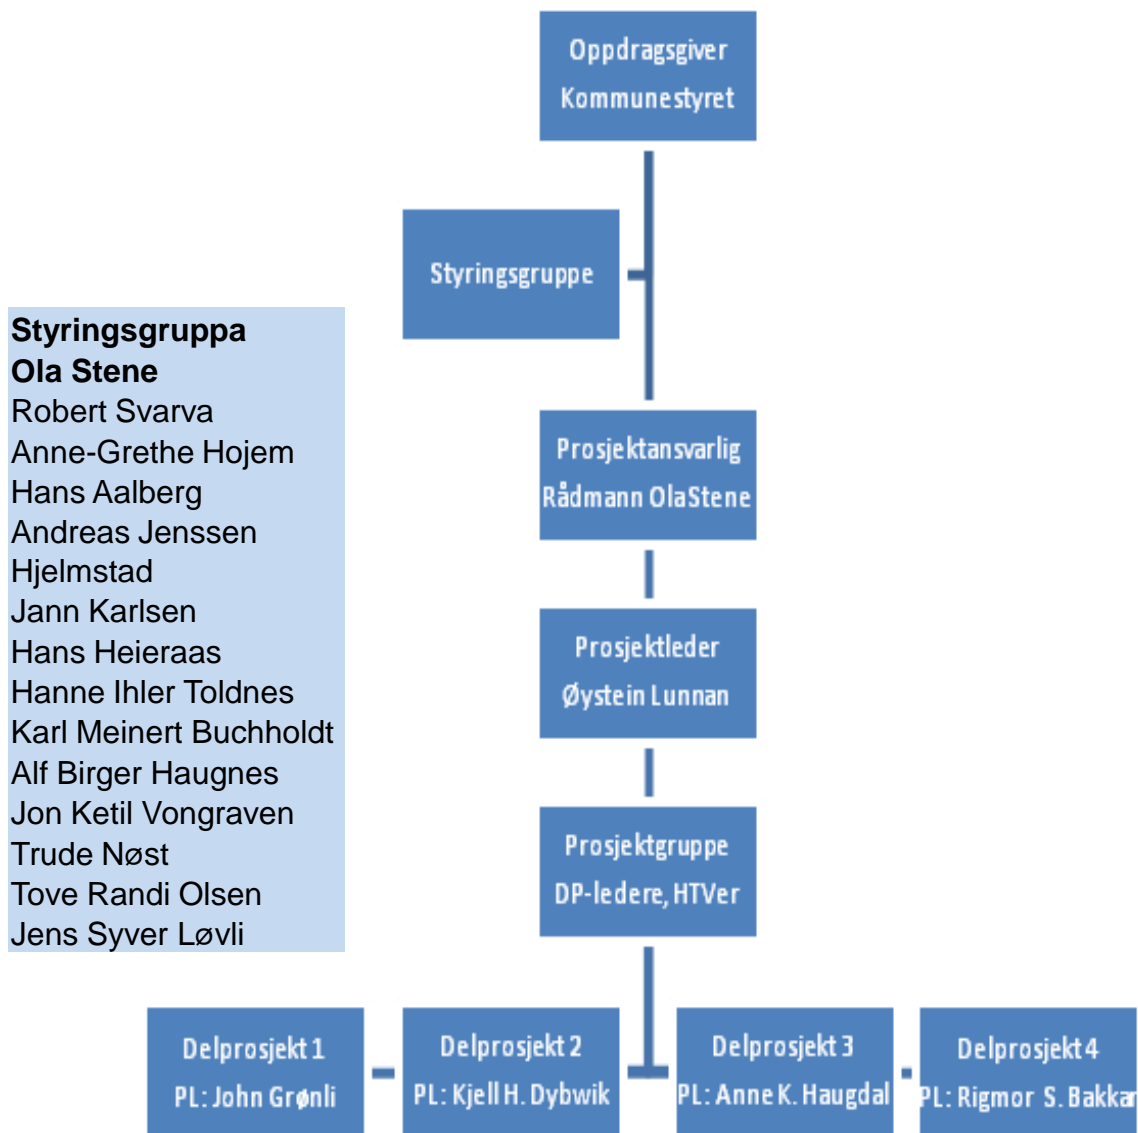 Oppdragsgiver
Kommunestyret
Styringsgruppe
Styringsgruppa
Ola Stene
Robert Svarva
Anne-Grethe Hojem
Hans Aalberg
Andreas Jenssen
Hjelmstad
Jann Karlsen
Hans Heieraas
Hanne Ihler Toldnes
Karl Meinert Buchholdt
Alf Birger Haugnes
Jon Ketil Vongraven
Trude Nøst
Tove Randi Olsen
Jens Syver Løvli
Prosjektansvarlig
Rådmann Ola Stene
Prosjektleder
Øystein Lunnan
Prosjektgruppe
DP-ledere, HTVer
Delprosjekt 1
PL: John Grønli
Delprosjekt 2
PL: Kjell H. Dybwik
Delprosjekt 3
PL: Anne K. Haugdal
Delprosjekt 4
PL: Rigmor S. Bakkar